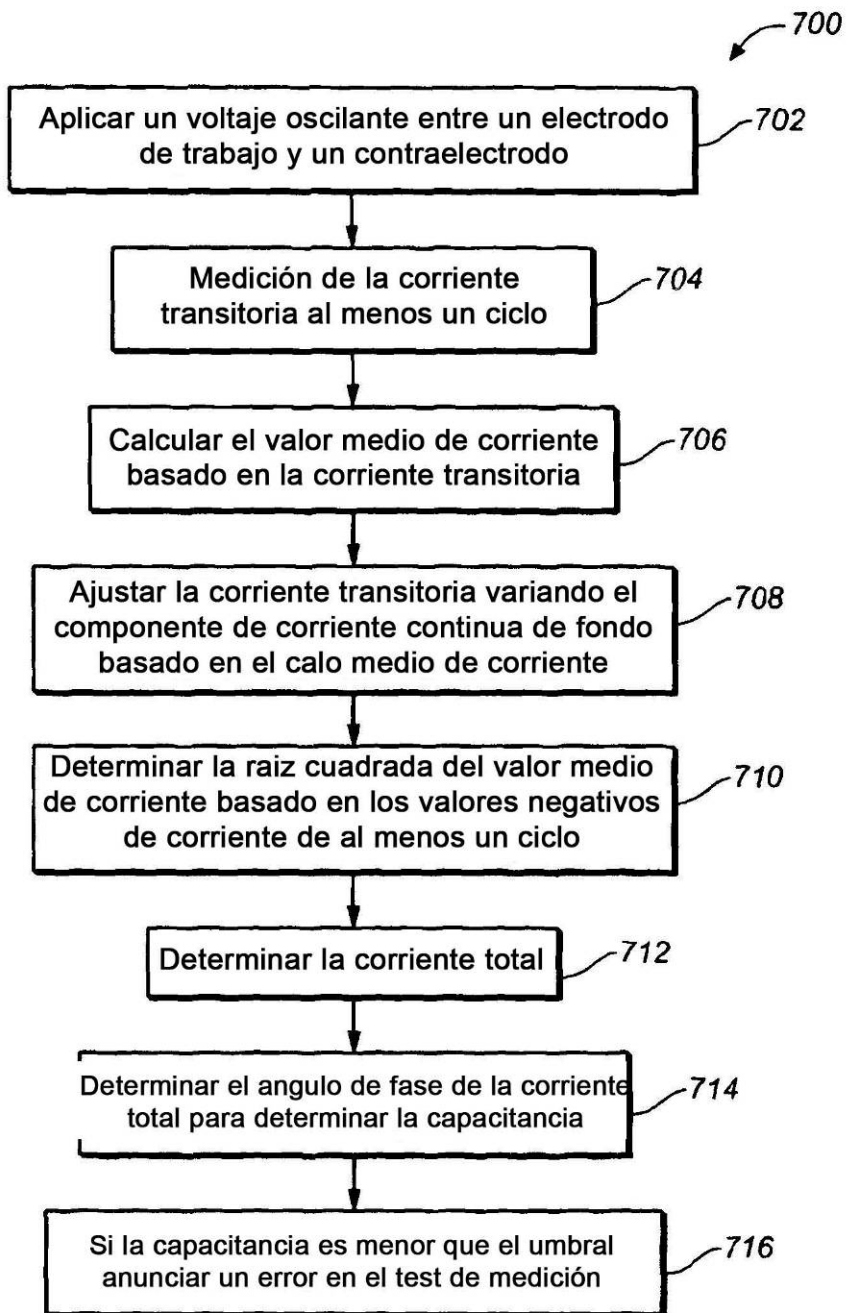 700
Aplicar un voltaje oscilante entre un electrodo
de trabajo y un contraelectrodo
702
Medición de la corriente
transitoria al menos un ciclo
704
Calcular el valor medio de corriente
basado en la corriente transitoria
706
Ajustar la corriente transitoria variando el
componente de corriente continua de fondo
basado en el calo medio de corriente
708
Determinar la raiz cuadrada del valor medio
de corriente basado en los valores negativos
de corriente de al menos un ciclo
710
Determinar la corriente total
712
Determinar el angulo de fase de la corriente
total para determinar la capacitancia
714
Si la capacitancia es menor que el umbral
anunciar un error en el test de medición
716